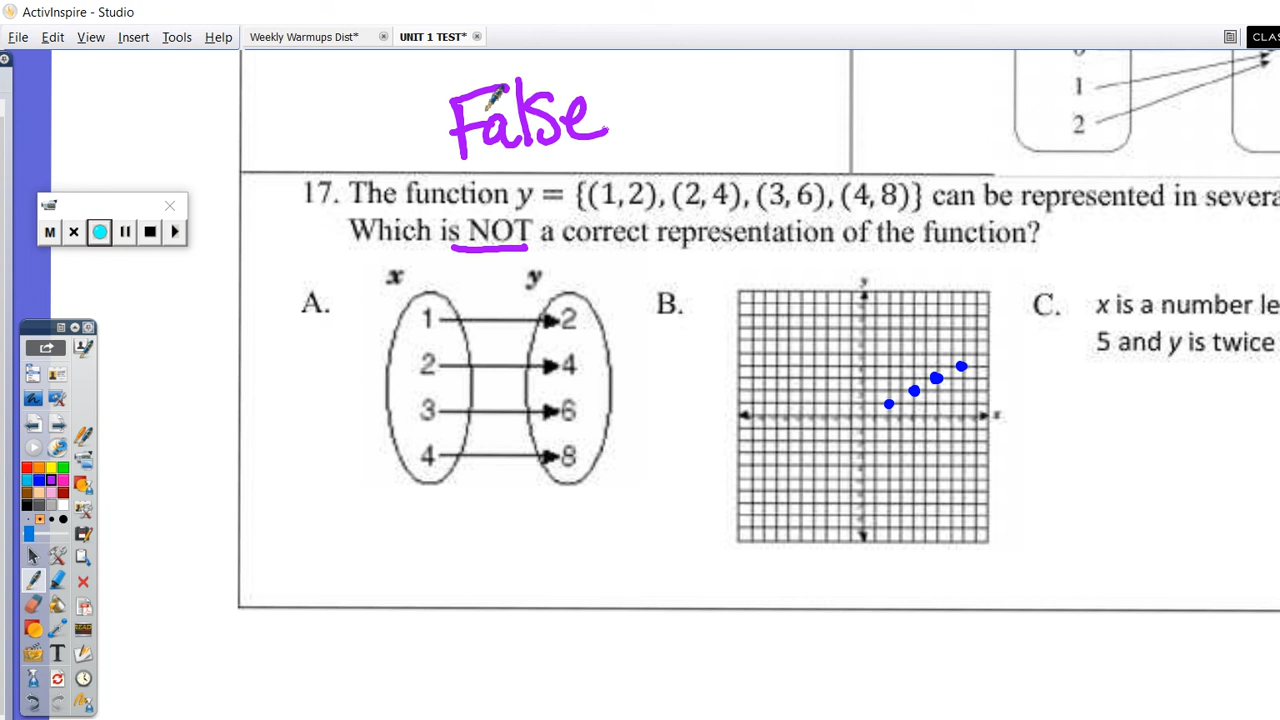 ActivInspire - Studio
File Edit View Insert Tools Help Weekly Warmups Dist* UNIT 1 TEST*
False
1
2
17. The function y = {(1,2), (2,4), (3,6), (4,8)} can be represented in severa
Which is NOT a correct representation of the function?
M
x y
A. B. C. x is a number le
5 and y is twice
1 2
2 4
3 6
4 8
y
x
T